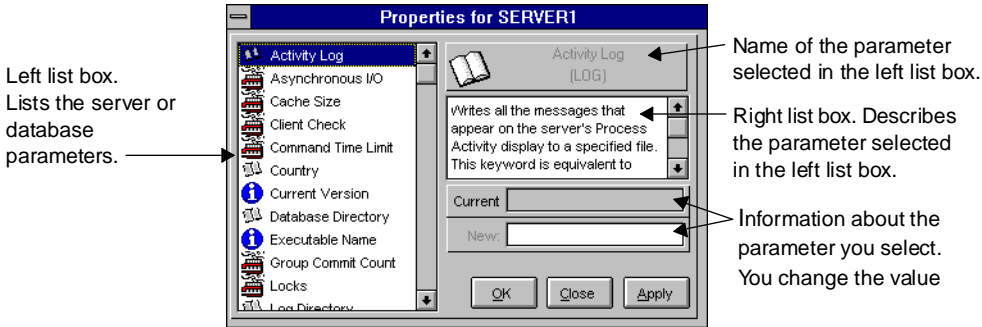 Properties for SERVER1
Left list box.
Lists the server or
database
parameters.
Activity Log
Asynchronous I/O
Cache Size
Client Check
Command Time Limit
Country
Current Version
Database Directory
Executable Name
Group Commit Count
Locks
Log Directory
Activity Log
(LOG)
Writes all the messages that
appear on the server's Process
Activity display to a specified file.
This keyword is equivalent to
Current
New:
OK
Close
Apply
Name of the parameter
selected in the left list box.
Right list box. Describes
the parameter selected
in the left list box.
Information about the
parameter you select.
You change the value